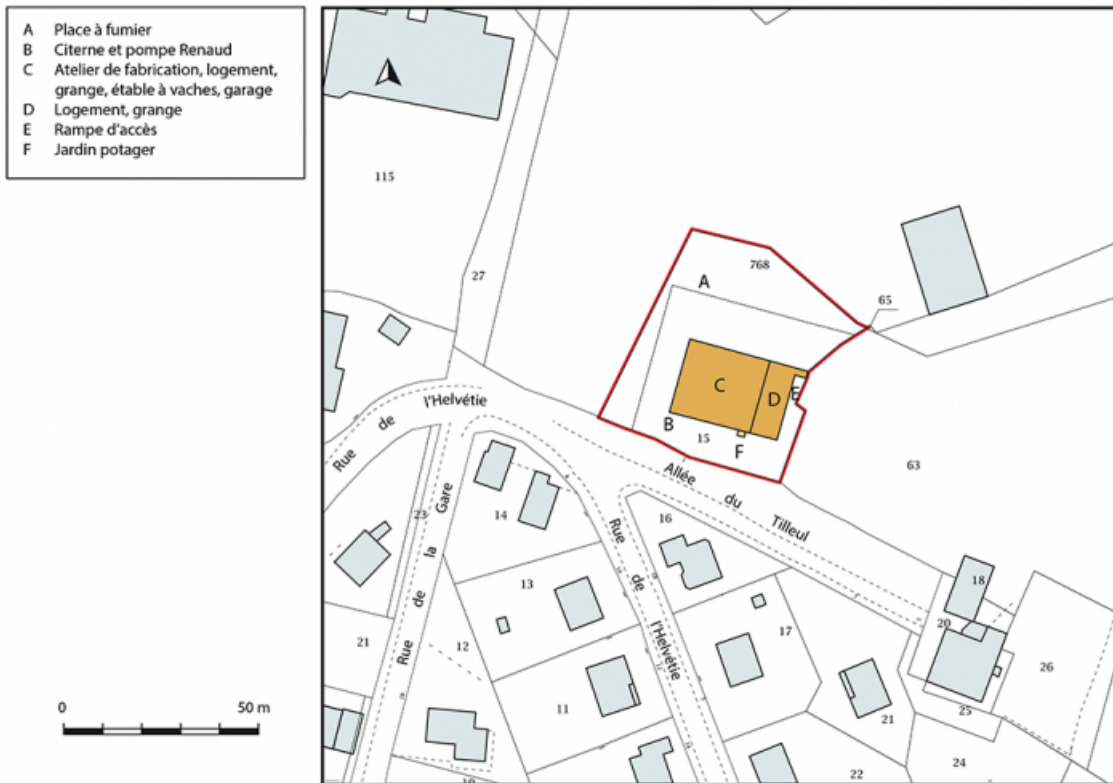 A Place à fumier
B Citerne et pompe Renaud
C Atelier de fabrication, logement,
grange, étable à vaches, garage
D Logement, grange
E Rampe d'accès
F Jardin potager
115
27
768
A
65
C
D
E
B
15
F
63
Rue de l'Helvétie
Allée du Tilleul
Rue de la Gare
Rue de l'Helvétie
23
14
16
13
12
17
18
20
26
21
11
21
25
24
22
0 50 m